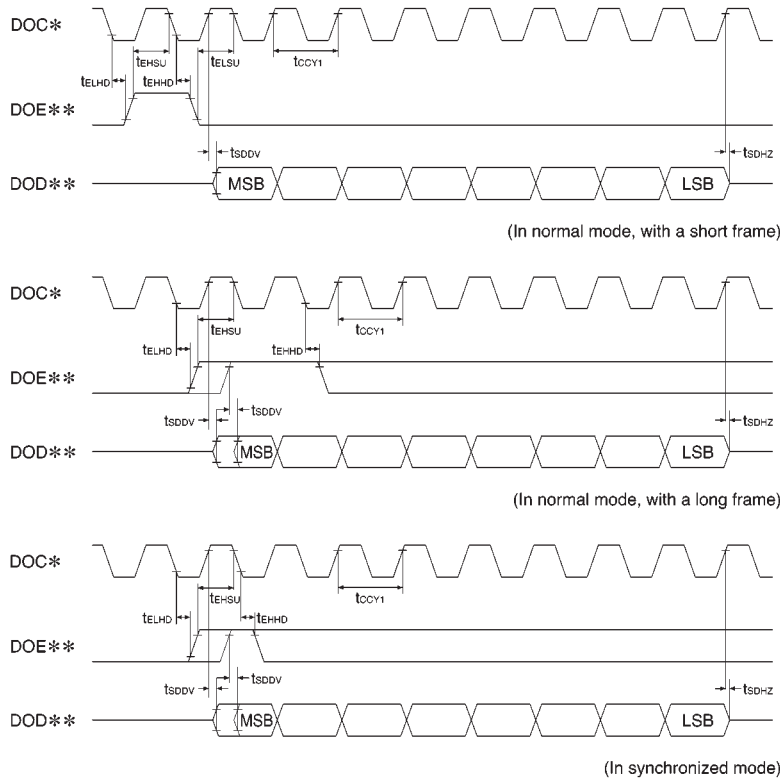 DOC*
tEHSU tELSU tCCY1
tELHD tEHHD
DOE**
tSDDV tSDHZ
DOD** MSB LSB
(In normal mode, with a short frame)
DOC*
tEHSU tCCY1
tELHD tEHHD
DOE**
tSDDV tSDDV tSDHZ
DOD** MSB LSB
(In normal mode, with a long frame)
DOC*
tEHSU tCCY1
tELHD tEHHD
DOE**
tSDDV tSDDV tSDHZ
DOD** MSB LSB
(In synchronized mode)